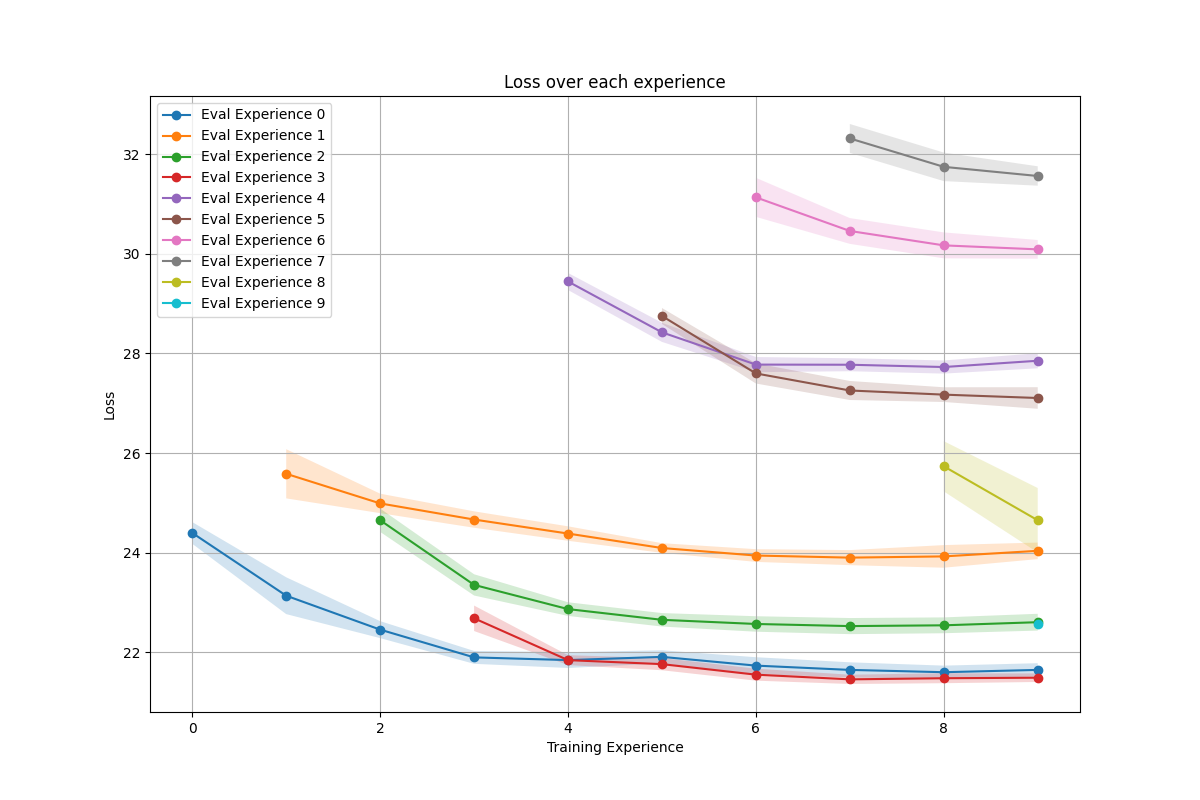 Loss over each experience
Eval Experience 0
Eval Experience 1
Eval Experience 2
Eval Experience 3
Eval Experience 4
Eval Experience 5
Eval Experience 6
Eval Experience 7
Eval Experience 8
Eval Experience 9
32
30
28
26
24
22
Loss
0 2 4 6 8
Training Experience